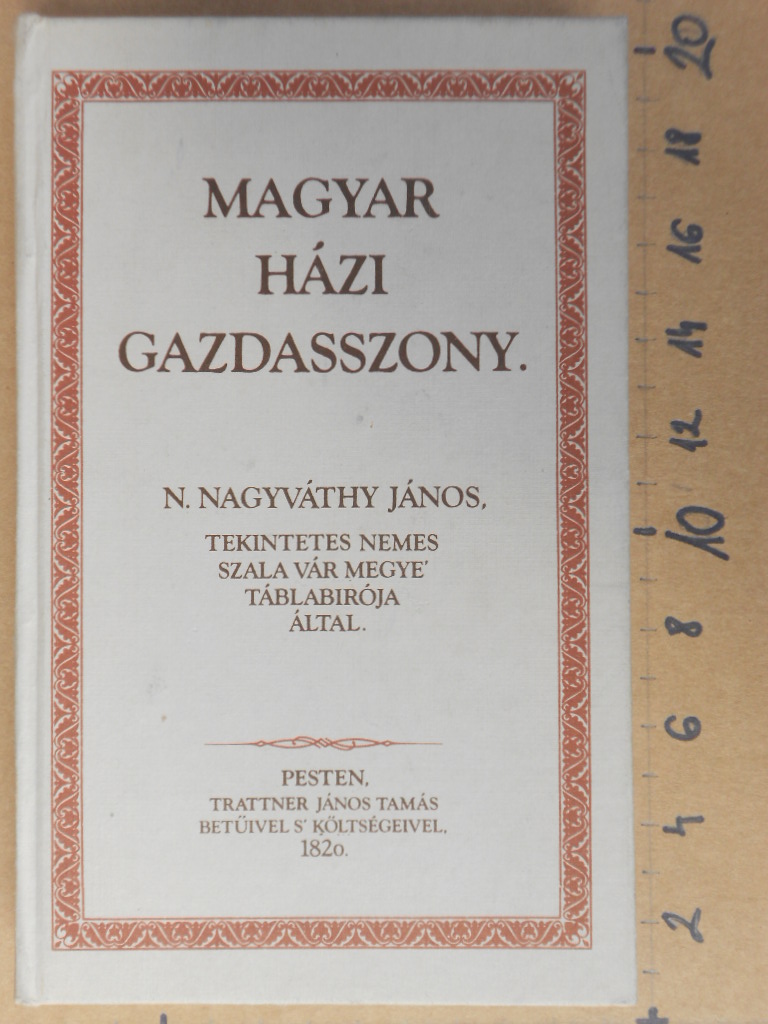 MAGYAR
HÁZI
GAZDASSZONY.
N. NAGYVÁTHY JÁNOS,
TEKINTETES NEMES
SZALA VÁR MEGYE'
TÁBLABIRÓJA
ÁLTAL.
PESTEN,
TRATTNER JÁNOS TAMÁS
BETŰIVEL S' KŐLTSÉGEIVEL,
1820.
20
18
16
14
12
10
8
6
4
2